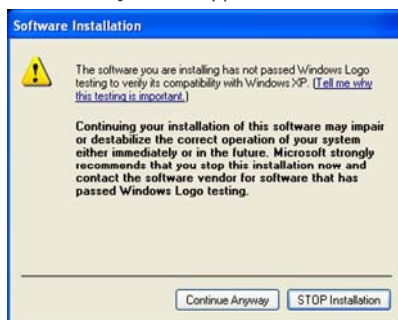 Software Installation
The software you are installing has not passed Windows Logo
testing to verify its compatibility with Windows XP. (Tell me why
this testing is important.)
Continuing your installation of this software may impair
or destabilize the correct operation of your system
either immediately or in the future. Microsoft strongly
recommends that you stop this installation now and
contact the software vendor for software that has
passed Windows Logo testing.
Continue Anyway
STOP Installation